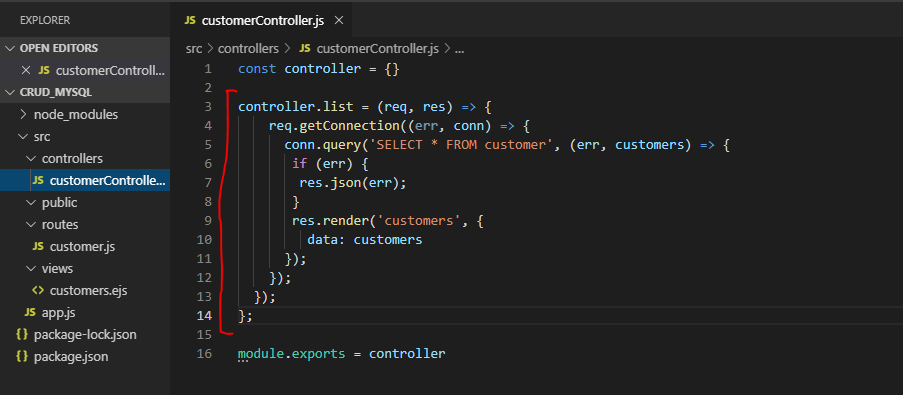 EXPLORER
OPEN EDITORS
JS customerControll...
CRUD_MYSQL
node_modules
src
controllers
JS customerControlle...
public
routes
JS customer.js
views
<> customers.ejs
JS app.js
{} package-lock.json
{} package.json
JS customerController.js ×
src > controllers > JS customerController.js > ...
1 const controller = {}
2
3 controller.list = (req, res) => {
4 req.getConnection((err, conn) => {
5 conn.query('SELECT * FROM customer', (err, customers) => {
6 if (err) {
7 res.json(err);
8 }
9 res.render('customers', {
10 data: customers
11 });
12 });
13 });
14 };
15
16 module.exports = controller